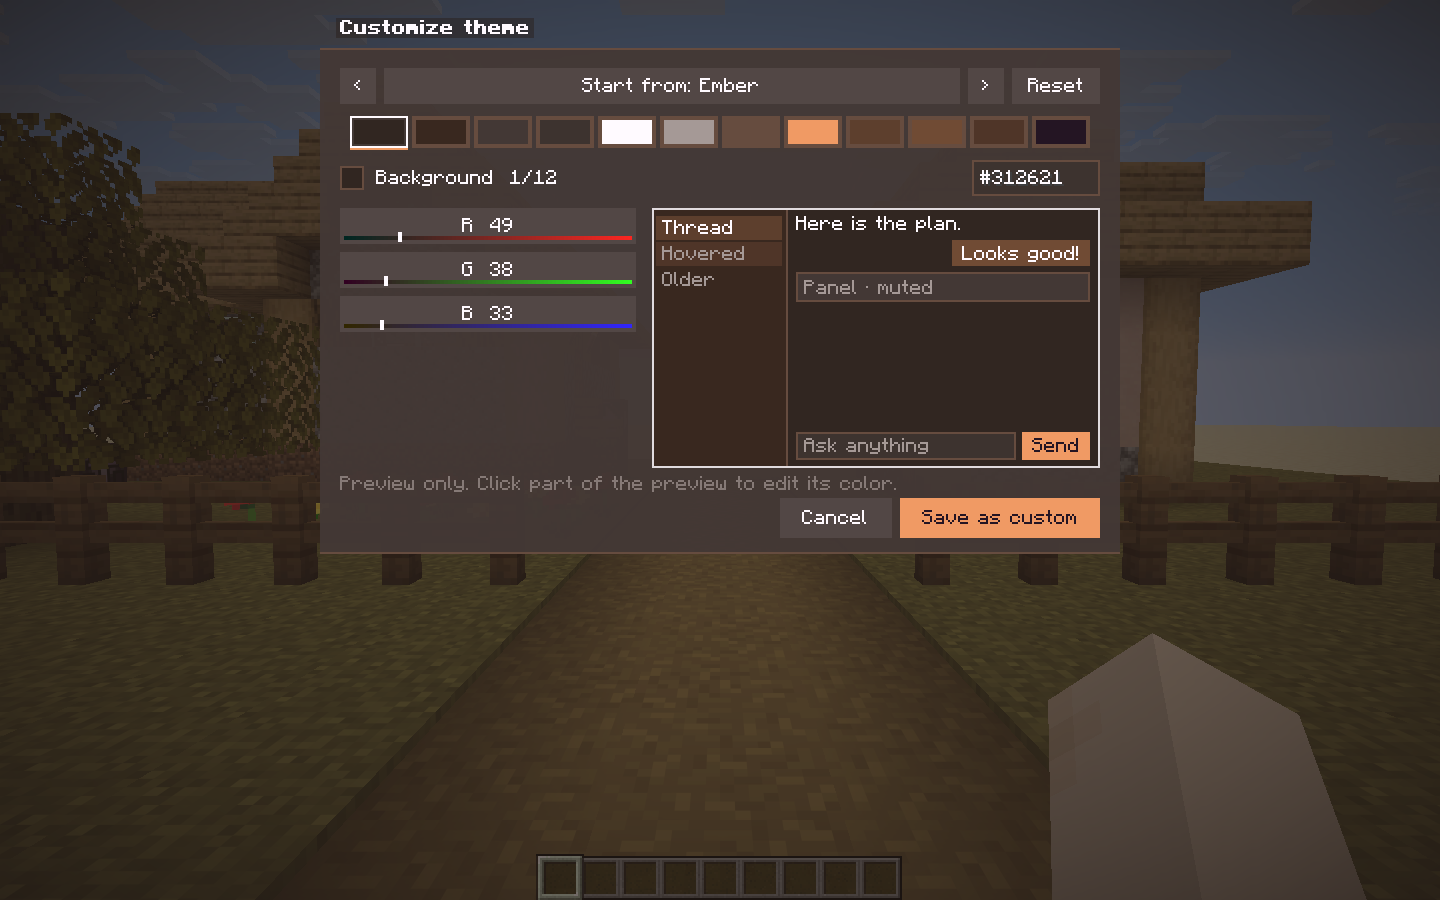 Customize theme
< Start from: Ember > Reset
Background 1/12 #312621
R 49
G 38
B 33
Thread
Hovered
Older
Here is the plan.
Looks good!
Panel · muted
Ask anything Send
Preview only. Click part of the preview to edit its color.
Cancel Save as custom